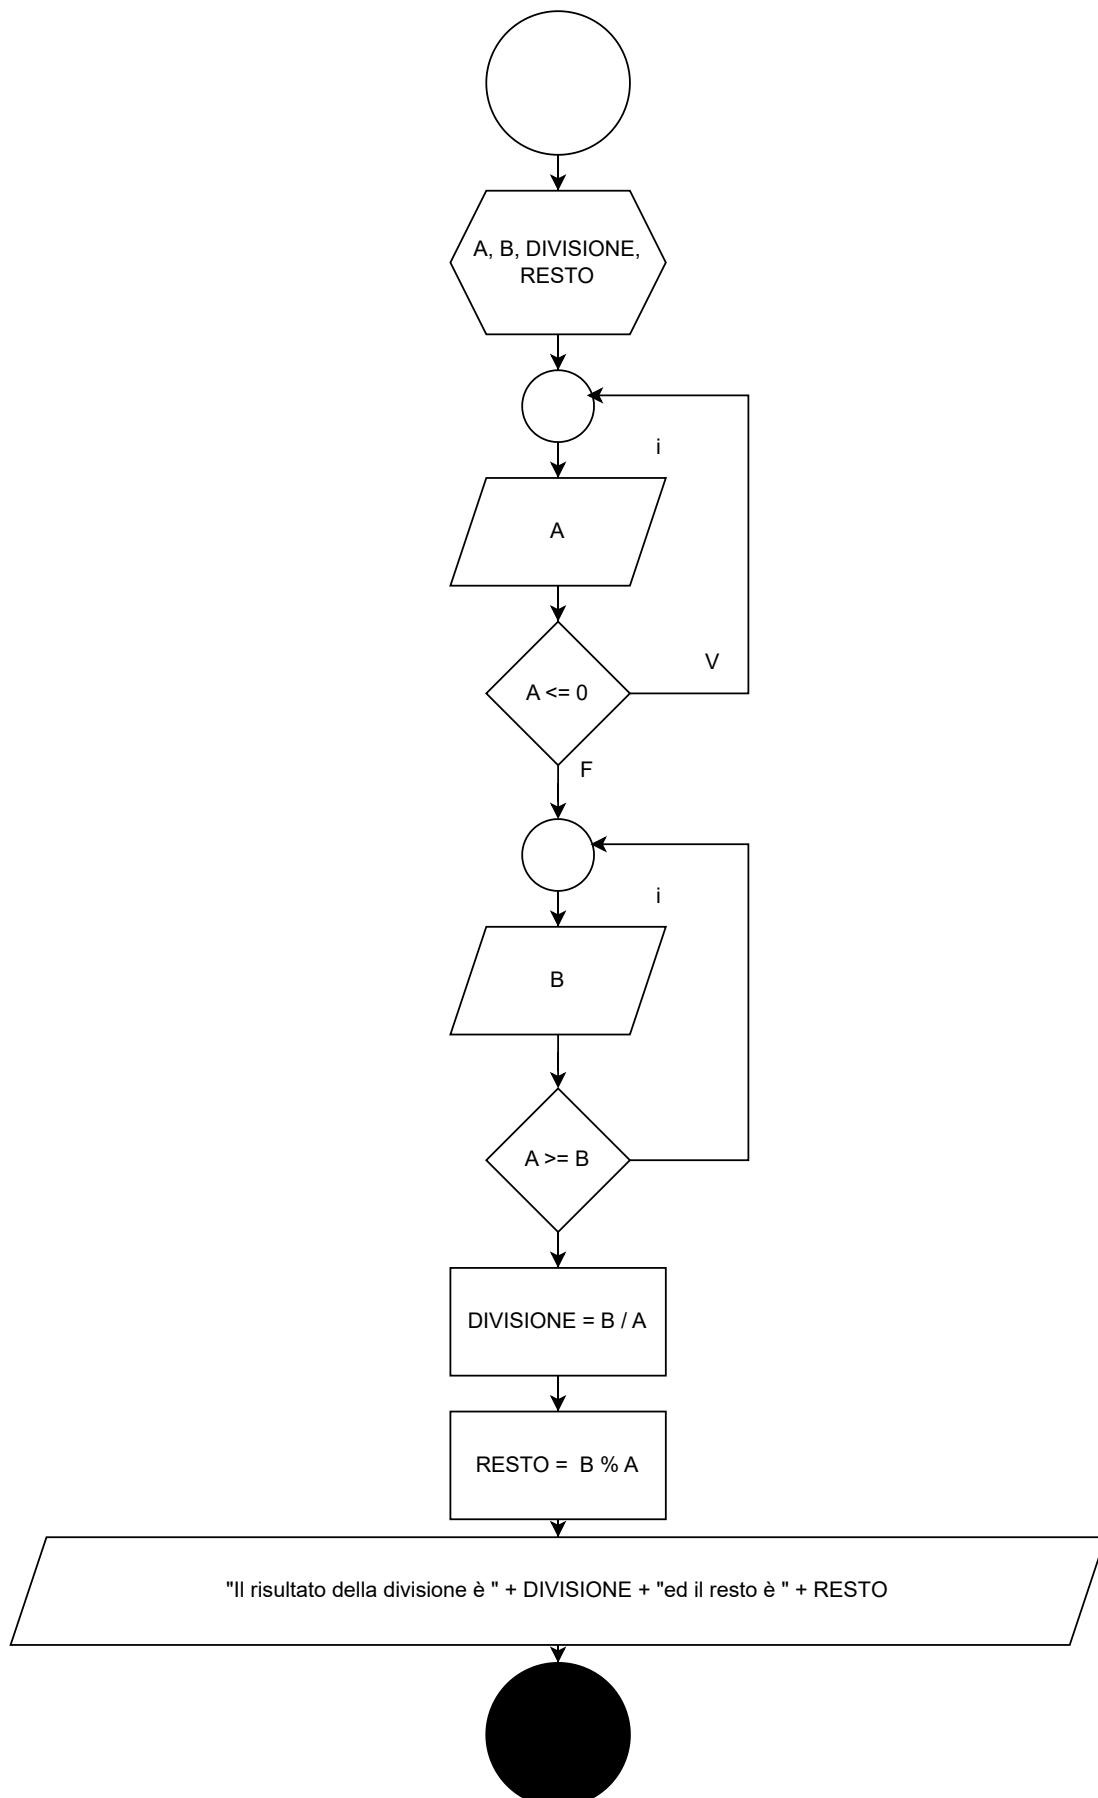 A, B, DIVISIONE,
RESTO
i
A
V
A <= 0
F
i
B
A >= B
DIVISIONE = B / A
RESTO =  B % A
"Il risultato della divisione è " + DIVISIONE + "ed il resto è " + RESTO